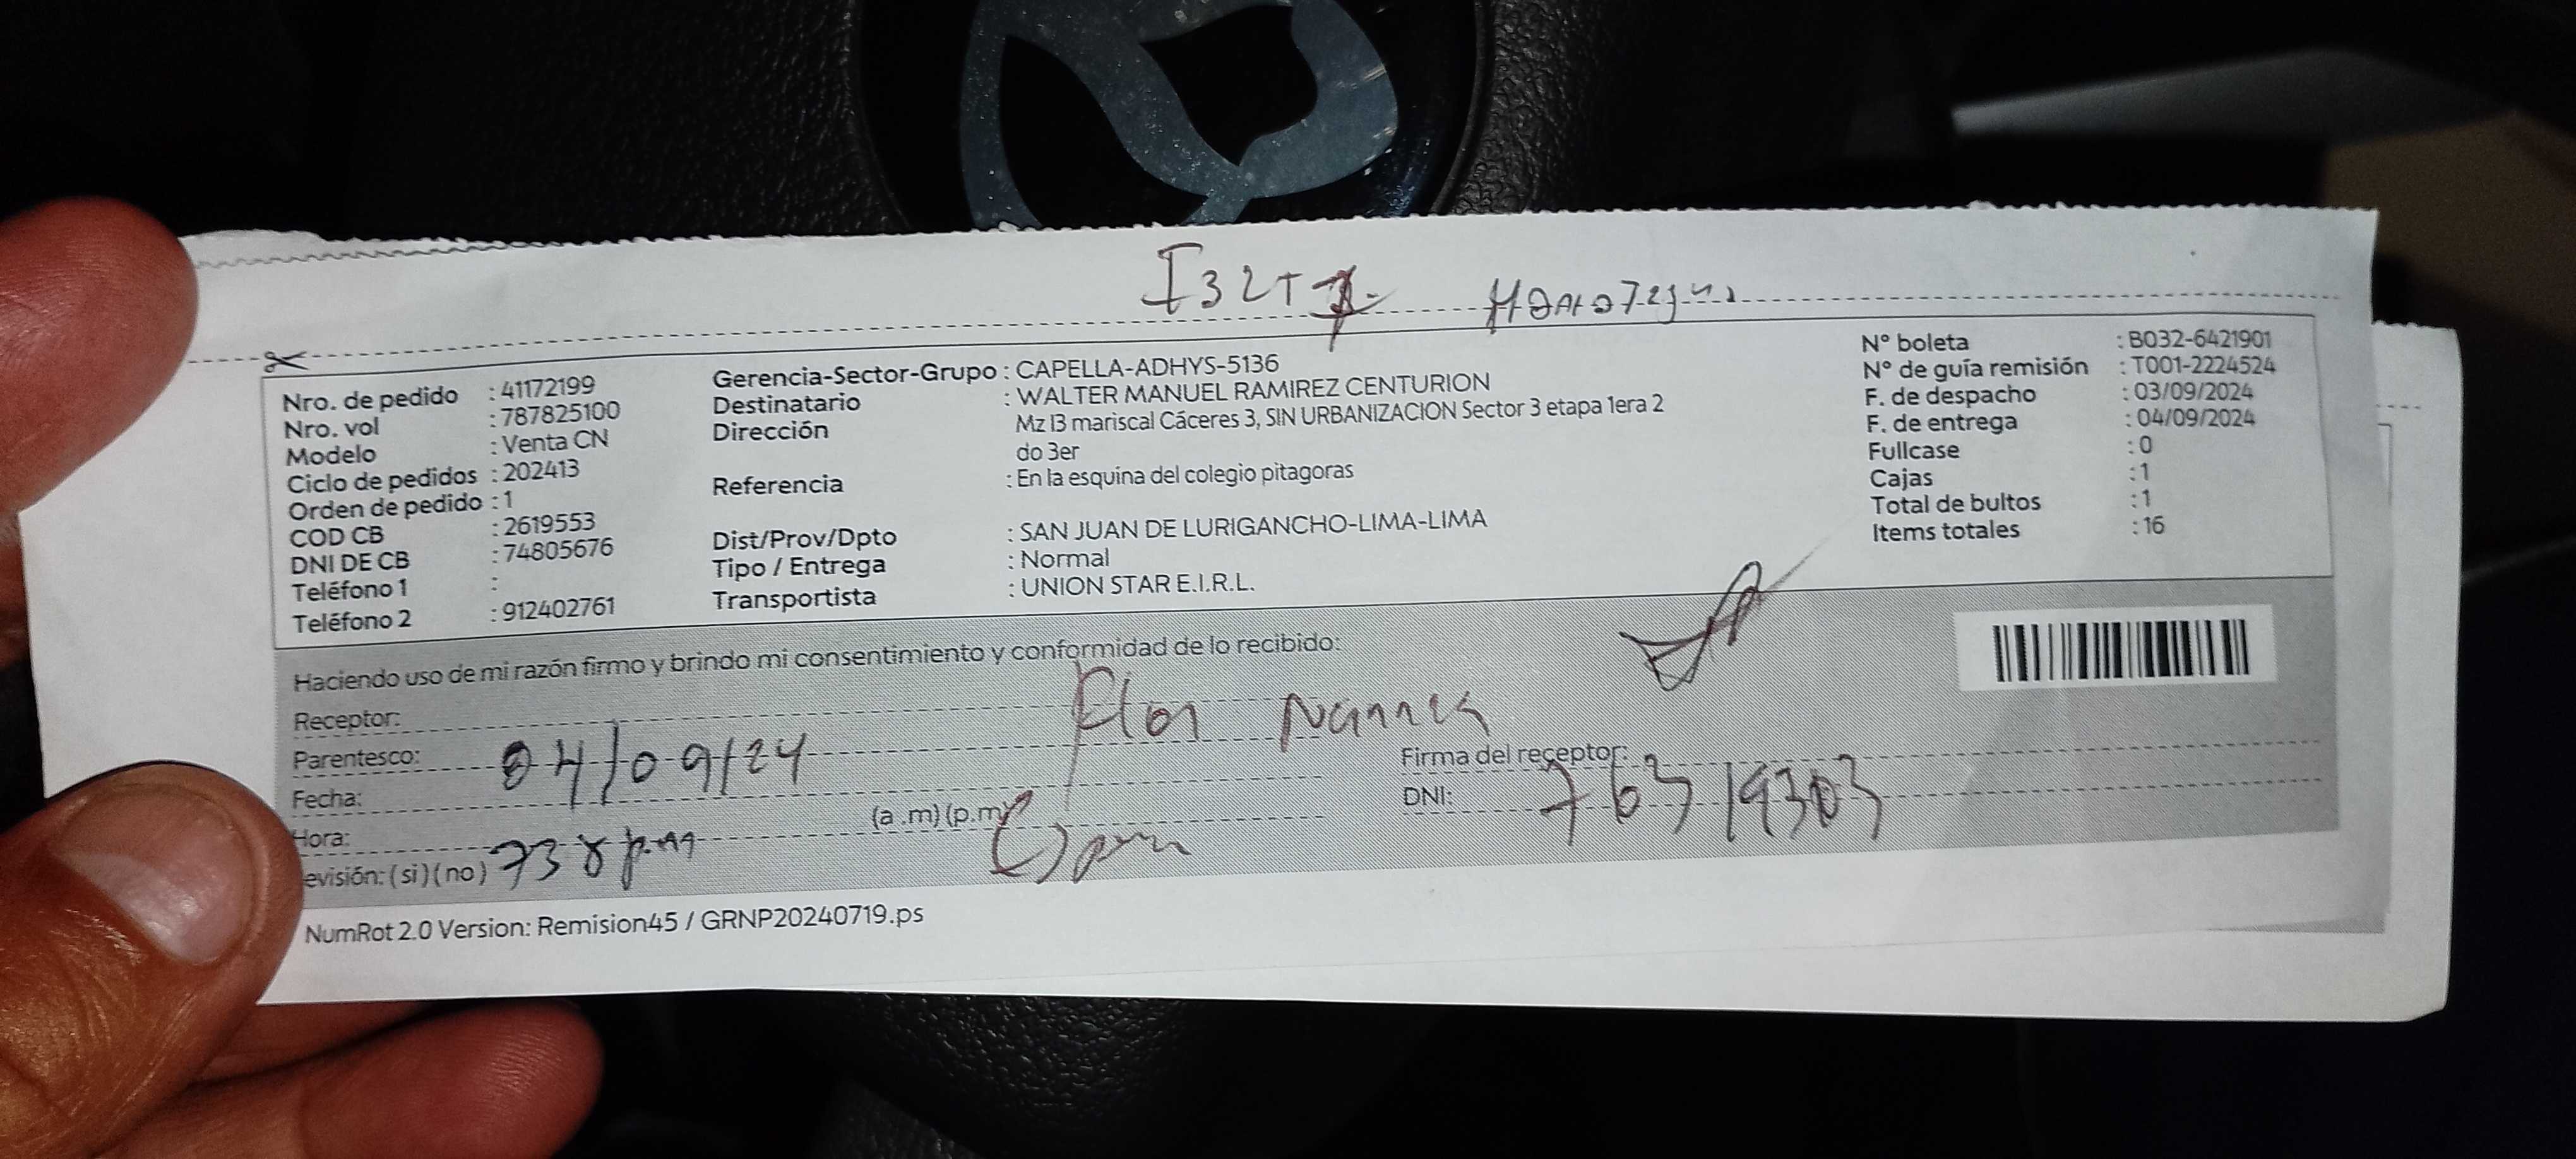 I3 LT
Nro. de pedido : 41172199
Nro. vol : 787825100
Modelo : Venta CN
Ciclo de pedidos : 202413
Orden de pedido : 1
COD CB : 2619553
DNI DE CB : 74805676
Teléfono 1 :
Teléfono 2 : 912402761
Gerencia-Sector-Grupo : CAPELLA-ADHYS-5136
Destinatario : WALTER MANUEL RAMIREZ CENTURION
Dirección : Mz I3 mariscal Cáceres 3, SIN URBANIZACION Sector 3 etapa 1era 2
do 3er
Referencia : En la esquina del colegio pitagoras
Dist/Prov/Dpto : SAN JUAN DE LURIGANCHO-LIMA-LIMA
Tipo / Entrega : Normal
Transportista : UNION STAR E.I.R.L.
N° boleta : B032-6421901
N° de guía remisión : T001-2224524
F. de despacho : 03/09/2024
F. de entrega : 04/09/2024
Fullcase : 0
Cajas : 1
Total de bultos : 1
Items totales : 16
Haciendo uso de mi razón firmo y brindo mi consentimiento y conformidad de lo recibido:
Receptor: Flor
Parentesco:
Fecha: 04/09/24
Hora: (a .m) (p.m)
evisión: ( si ) ( no ) 738 pm
Firma del receptor:
DNI: 76319303
NumRot 2.0 Version: Remision45 / GRNP20240719.ps